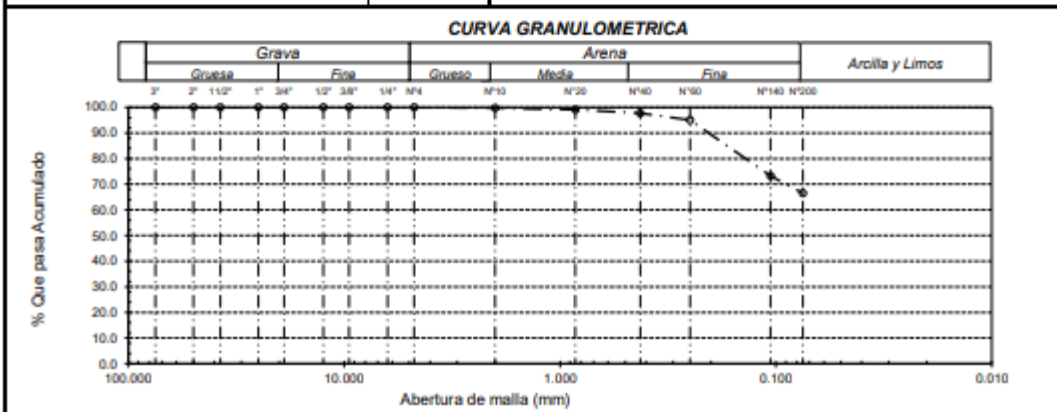 CURVA GRANULOMETRICA
Grava Arena Arcilla y Limos
Gruesa Fina Grueso Media Fina
3" 2" 1 1/2" 1" 3/4" 1/2" 3/8" 1/4" N°4 N°10 N°20 N°40 N°60 N°140 N°200
100.0
90.0
80.0
70.0
60.0
50.0
40.0
30.0
20.0
10.0
0.0
% Que pasa Acumulado
100.000 10.000 1.000 0.100 0.010
Abertura de malla (mm)